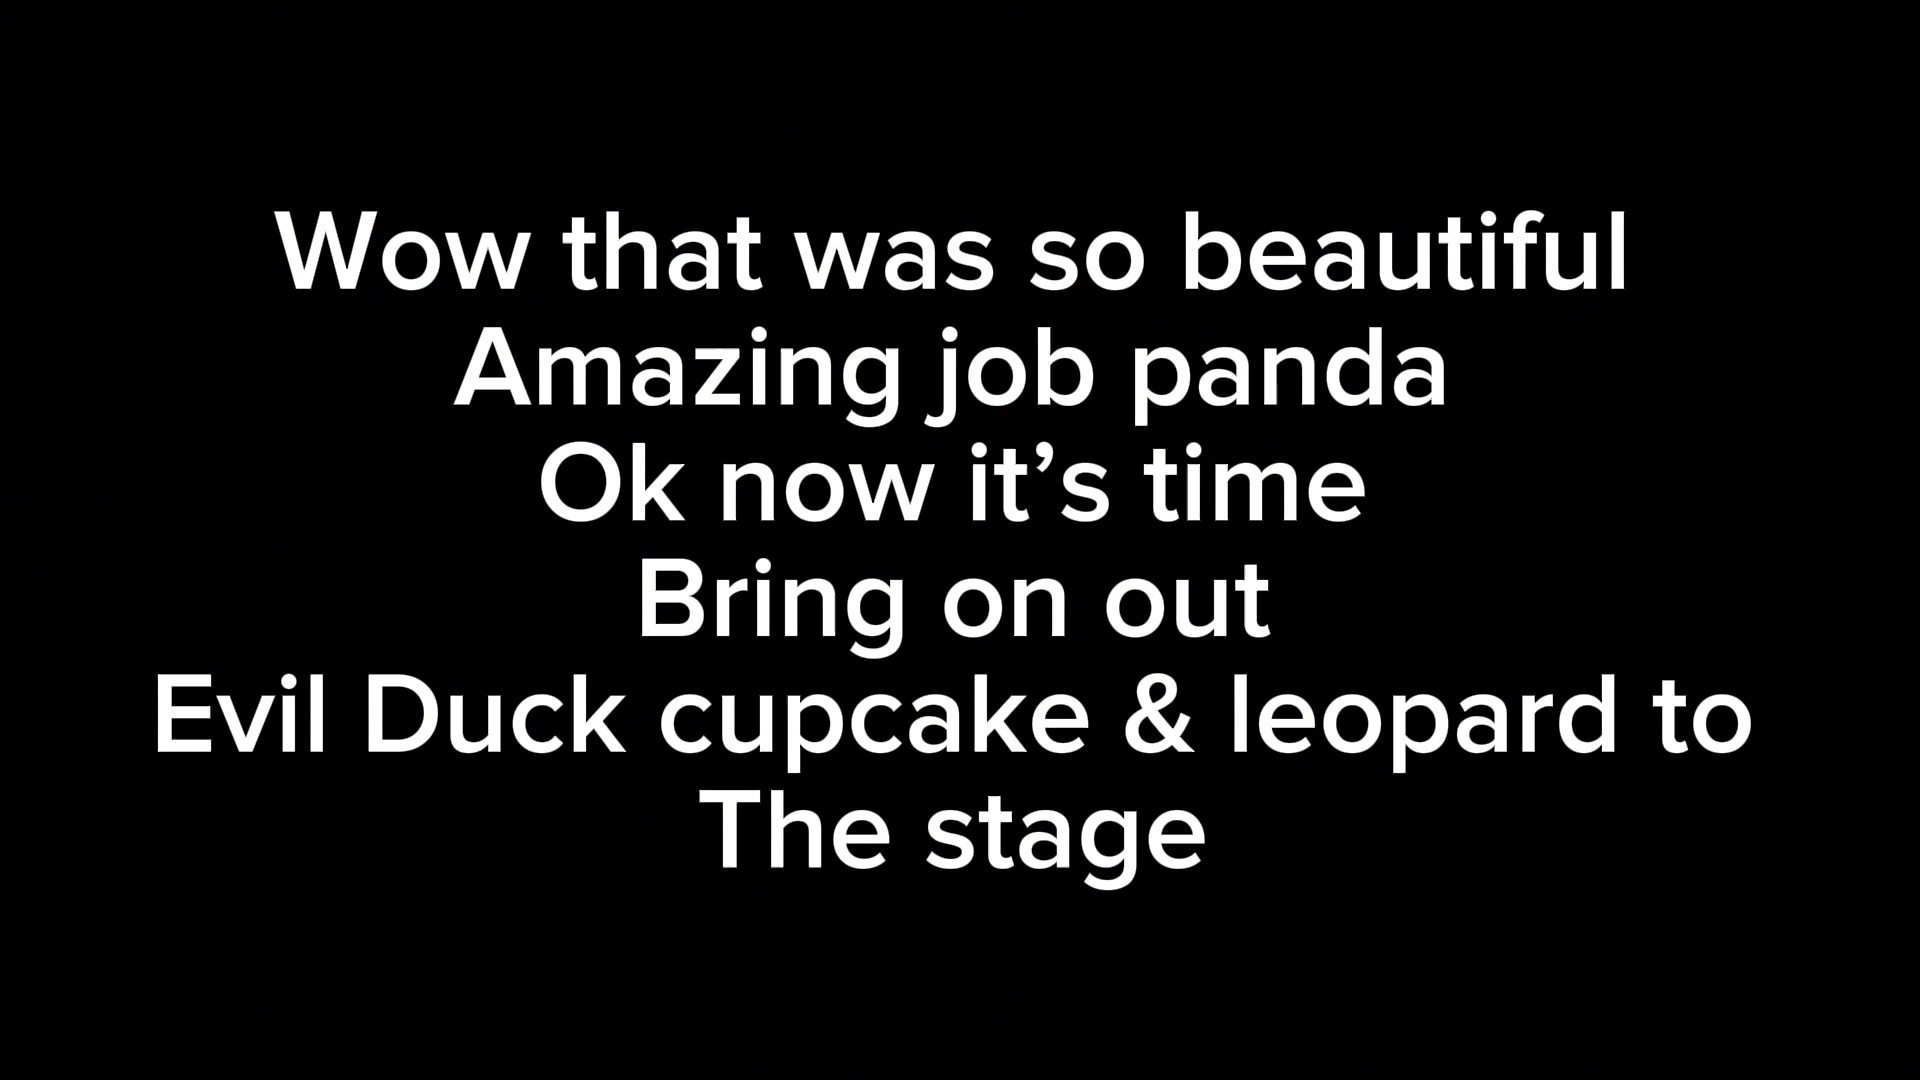 Wow that was so beautiful
Amazing job panda
Ok now it’s time
Bring on out
Evil Duck cupcake & leopard to
The stage